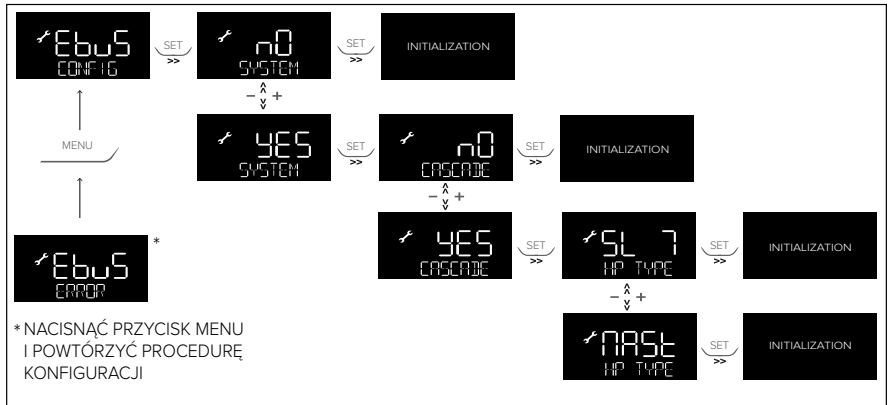 EbuS
CONFIG
SET
>>
nO
SYSTEM
SET
>>
INITIALIZATION
- +
MENU
YES
SYSTEM
SET
>>
nO
CASCADE
SET
>>
INITIALIZATION
- +
YES
CASCADE
SET
>>
SL 7
HP TYPE
SET
>>
INITIALIZATION
- +
EbuS
ERROR
*
MASt
HP TYPE
SET
>>
INITIALIZATION
* NACISNĄĆ PRZYCISK MENU
I POWTÓRZYĆ PROCEDURĘ
KONFIGURACJI